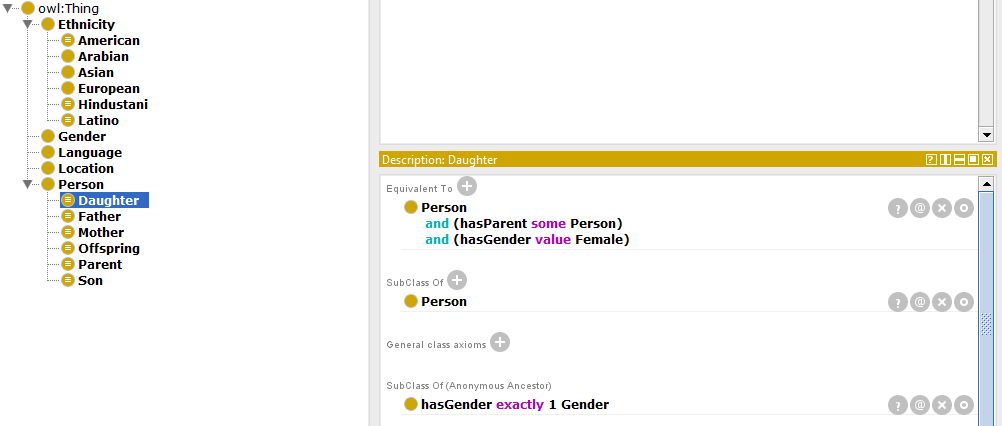 owl:Thing
Ethnicity
American
Arabian
Asian
European
Hindustani
Latino
Gender
Language
Location
Person
Daughter
Father
Mother
Offspring
Parent
Son
Description: Daughter
Equivalent To
Person
and (hasParent some Person)
and (hasGender value Female)
SubClass Of
Person
General class axioms
SubClass Of (Anonymous Ancestor)
hasGender exactly 1 Gender